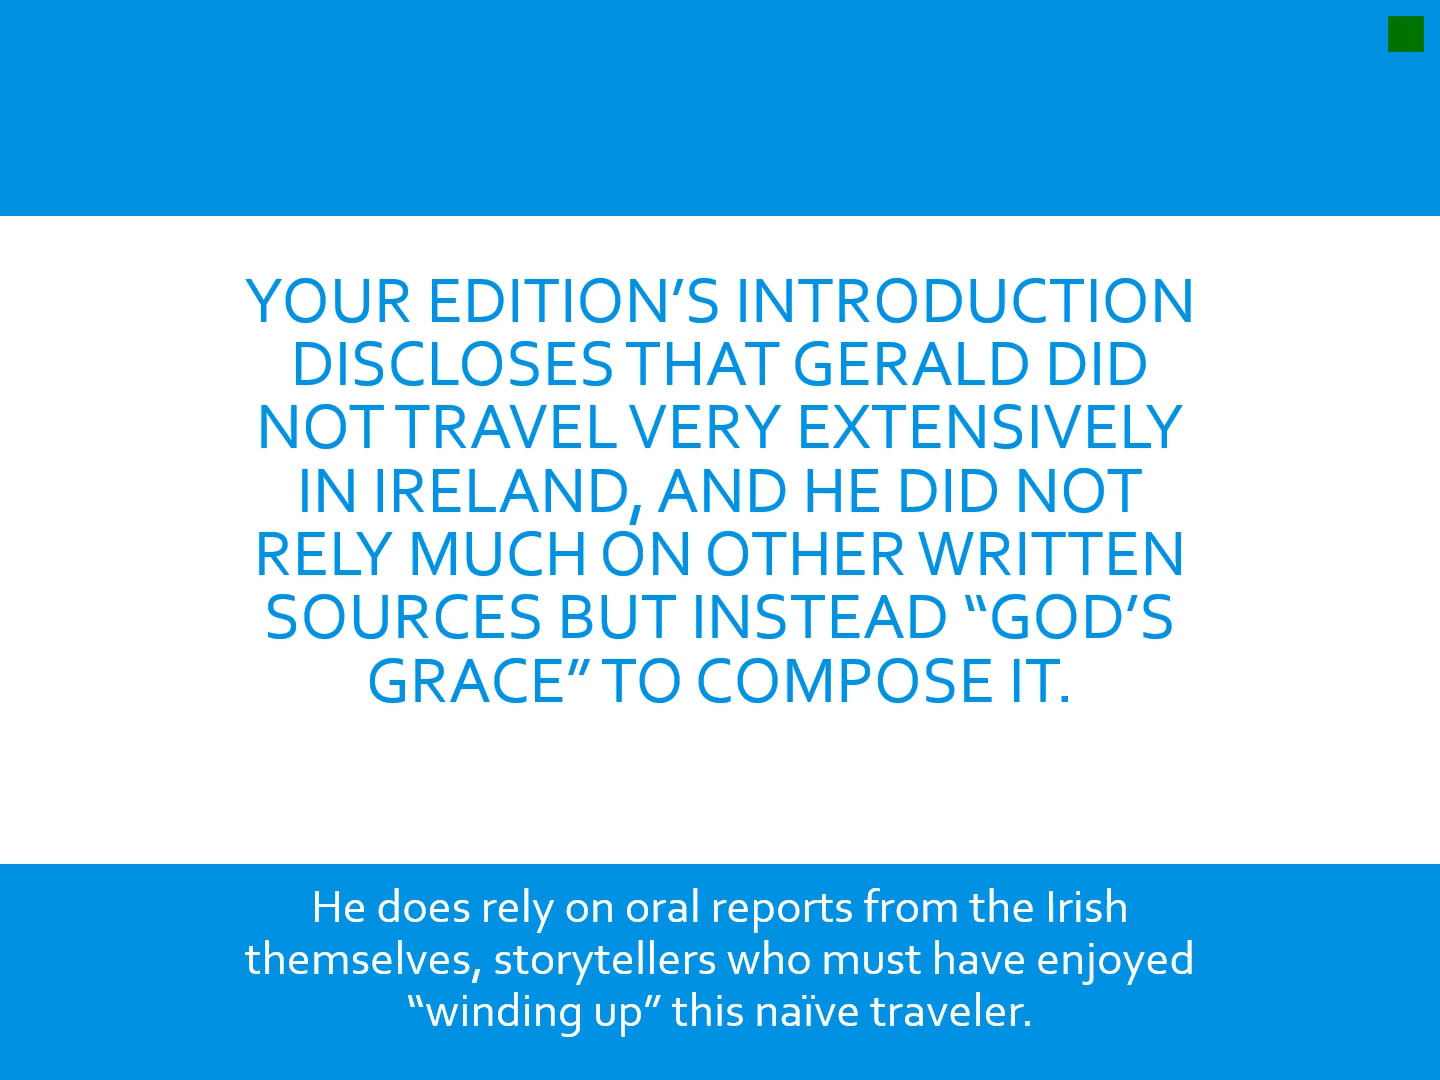 YOUR EDITION’S INTRODUCTION
DISCLOSES THAT GERALD DID
NOT TRAVEL VERY EXTENSIVELY
IN IRELAND, AND HE DID NOT
RELY MUCH ON OTHER WRITTEN
SOURCES BUT INSTEAD “GOD’S
GRACE” TO COMPOSE IT.
He does rely on oral reports from the Irish
themselves, storytellers who must have enjoyed
“winding up” this naïve traveler.